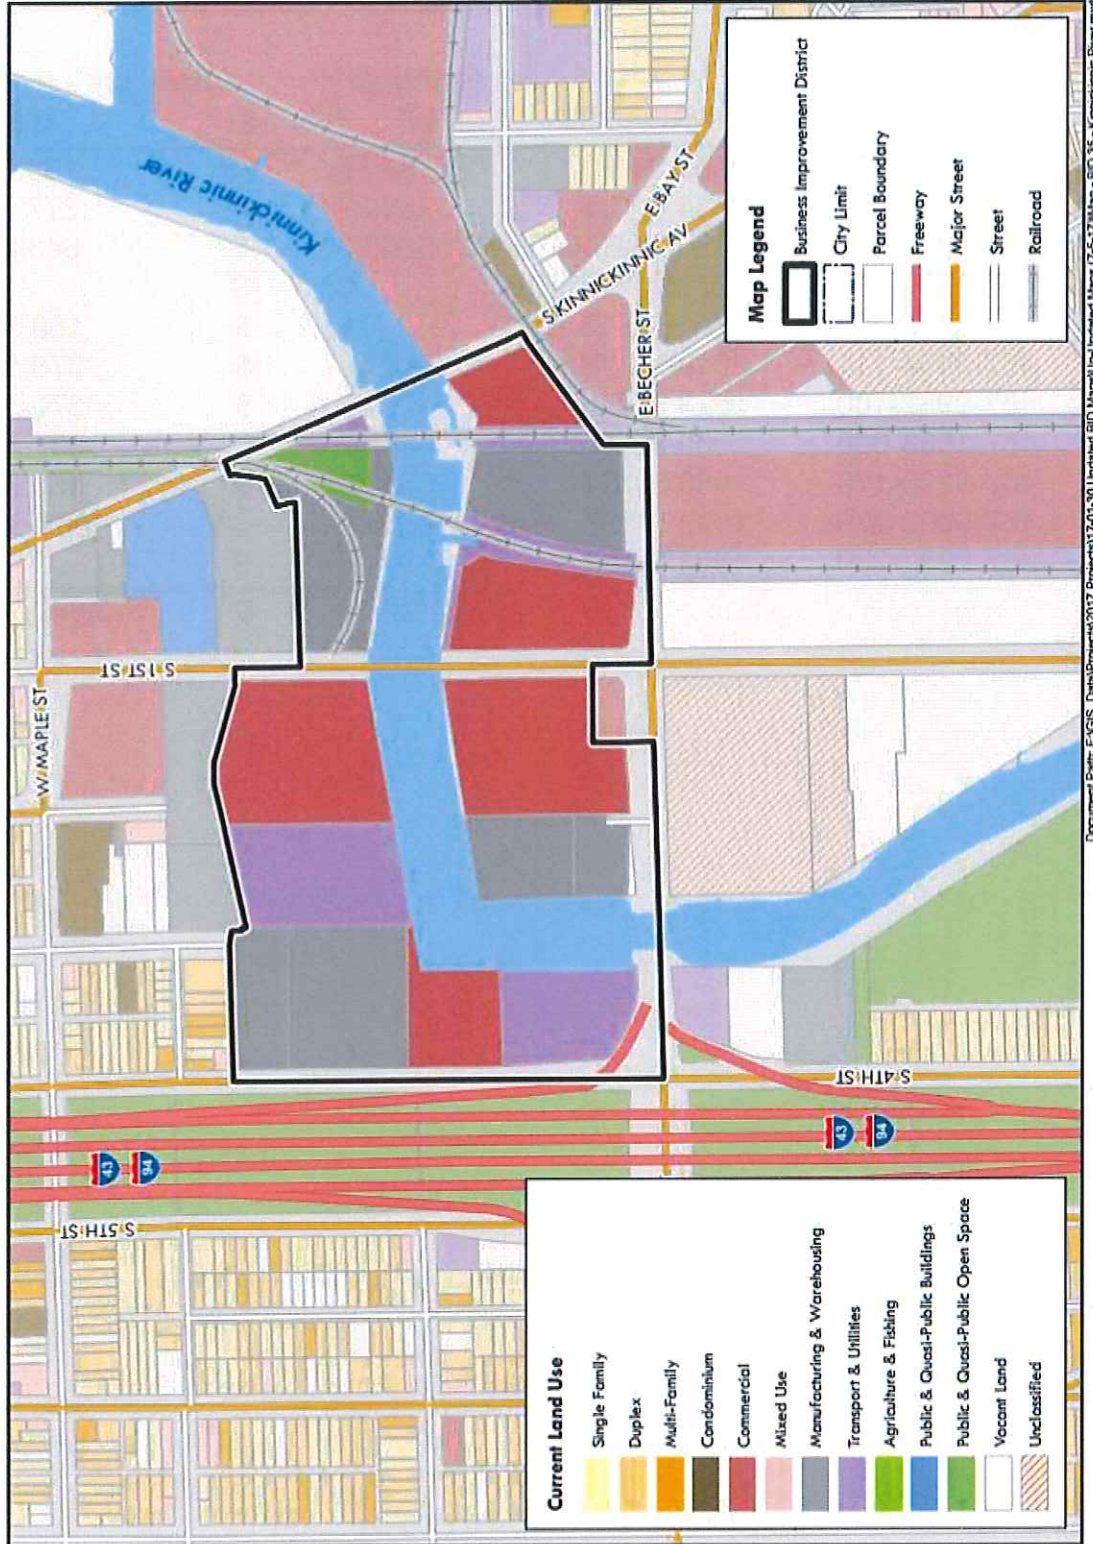 W MAPLE ST
S 1ST ST
S 5TH ST
43
94
Kinnickinnic River
S KINNICKINNIC AV
E BAY ST
E BECHER ST
S 4TH ST
43
94
Current Land Use
Single Family
Duplex
Multi-Family
Condominium
Commercial
Mixed Use
Manufacturing & Warehousing
Transport & Utilities
Agriculture & Fishing
Public & Quasi-Public Buildings
Public & Quasi-Public Open Space
Vacant Land
Unclassified
Map Legend
Business Improvement District
City Limit
Parcel Boundary
Freeway
Major Street
Street
Railroad